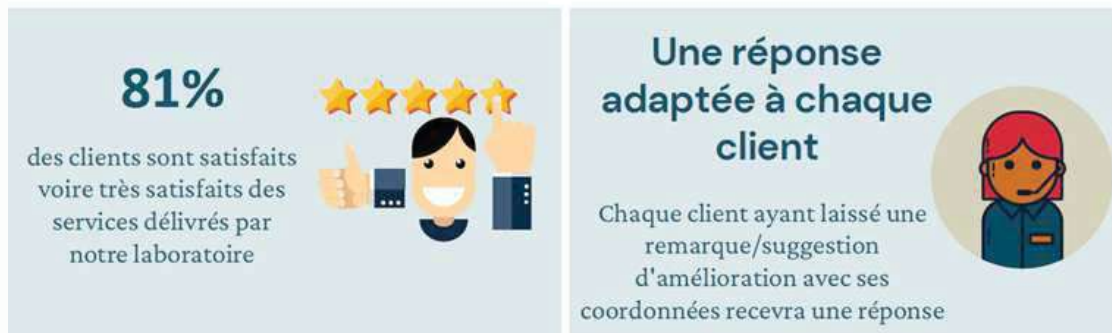 81%
des clients sont satisfaits
voire très satisfaits des
services délivrés par
notre laboratoire
Une réponse
adaptée à chaque
client
Chaque client ayant laissé une
remarque/suggestion
d'amélioration avec ses
coordonnées recevra une réponse